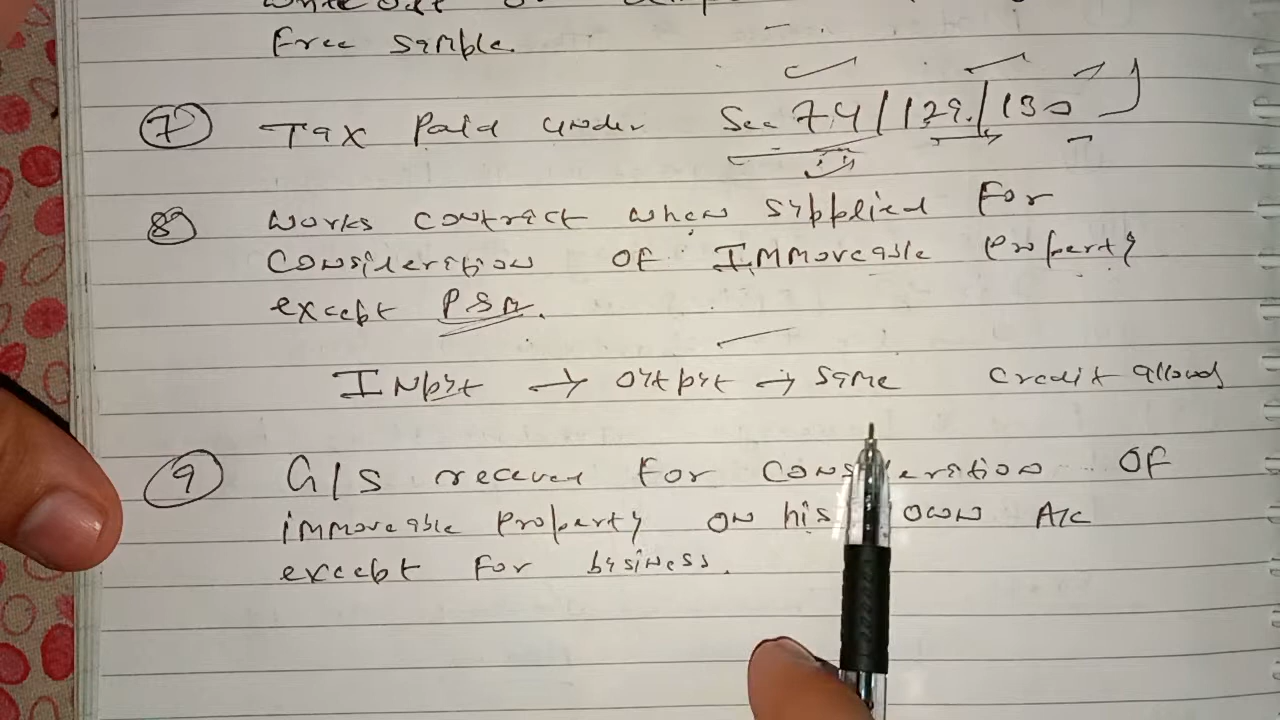 Free sample.
⑦ Tax Paid under Sec 74/129/130
⑧ Works contract when supplied For
Consideration OF Immoveable Property
except P&M.
Input → output → same credit allowed
⑨ G/S received For Consideration OF
immoveable Property on his own A/c
except For business.